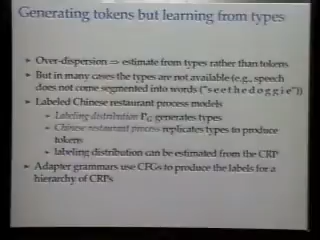 Generating tokens but learning from types
Over-dispersion ⇒ estimate from types rather than tokens
But in many cases the types are not available (e.g., speech
does not come segmented into words ("s e e t h e d o g g i e"))
Labeled Chinese restaurant process models
Labeling distribution P_G generates types
Chinese restaurant process replicates types to produce
tokens
labeling distribution can be estimated from the CRP
Adapter grammars use CFGs to produce the labels for a
hierarchy of CRPs